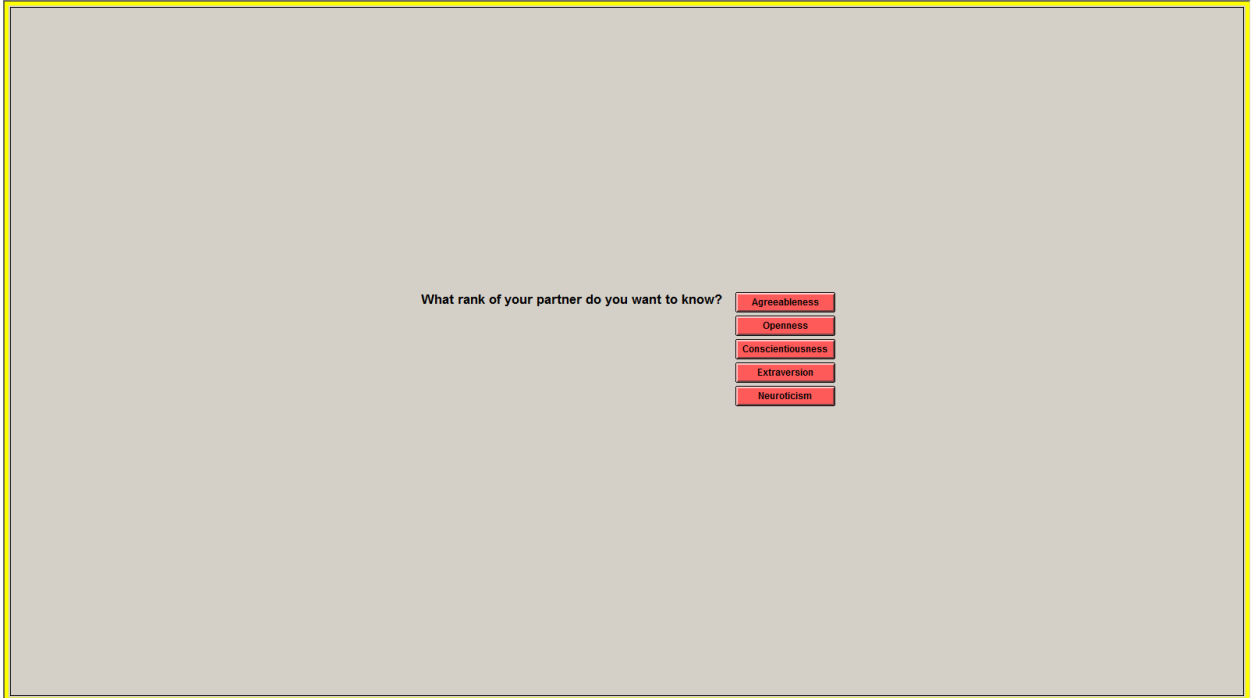 What rank of your partner do you want to know?
Agreeableness
Openness
Conscientiousness
Extraversion
Neuroticism